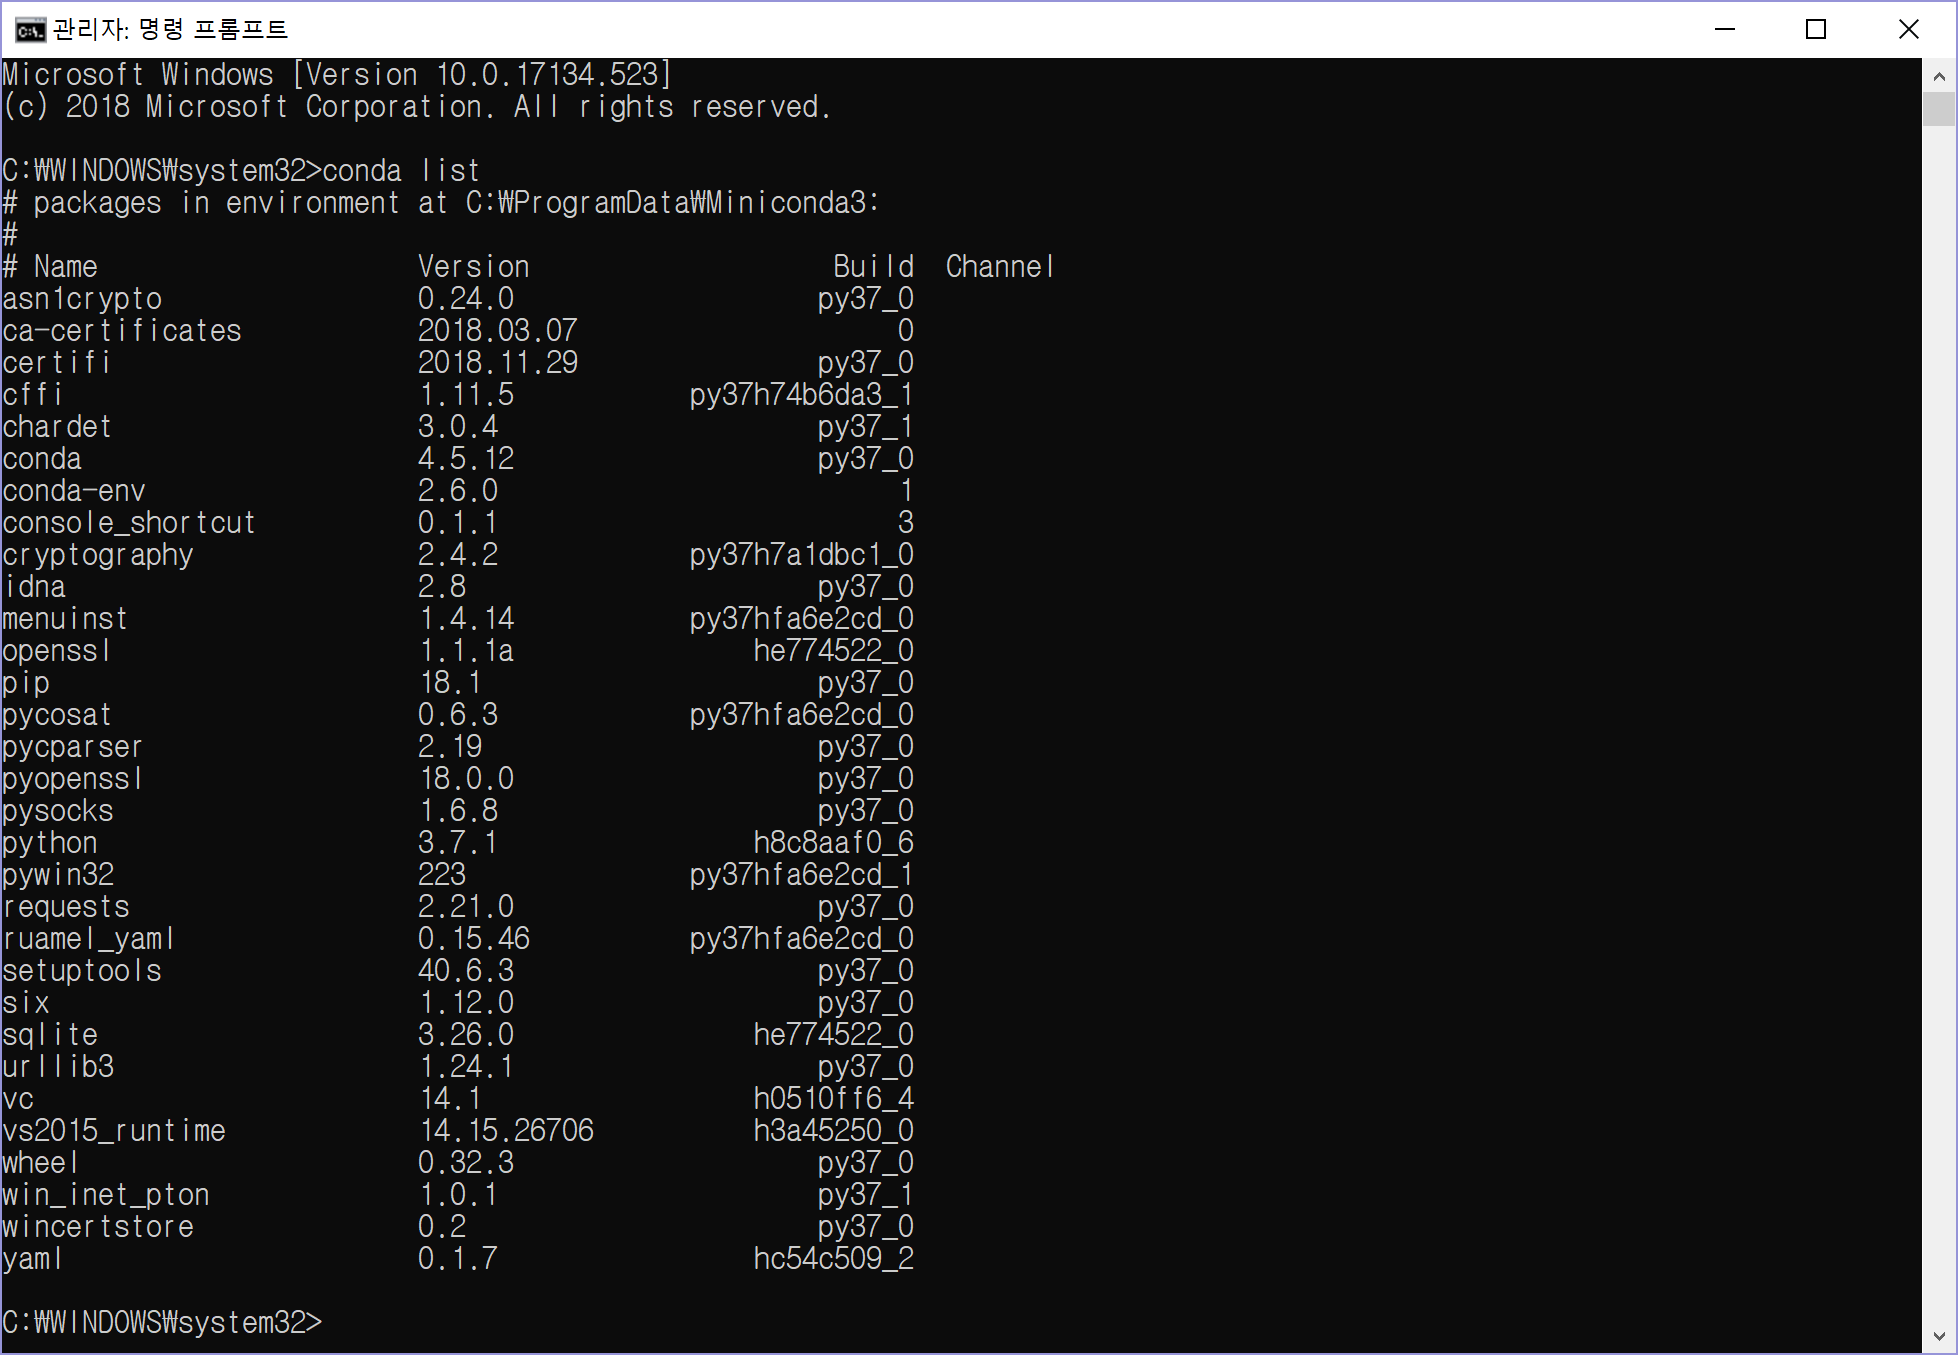 관리자: 명령 프롬프트
Microsoft Windows [Version 10.0.17134.523]
(c) 2018 Microsoft Corporation. All rights reserved.
C:₩WINDOWS₩system32>conda list
# packages in environment at C:₩ProgramData₩Miniconda3:
#
# Name Version Build Channel
asn1crypto 0.24.0 py37_0
ca-certificates 2018.03.07 0
certifi 2018.11.29 py37_0
cffi 1.11.5 py37h74b6da3_1
chardet 3.0.4 py37_1
conda 4.5.12 py37_0
conda-env 2.6.0 1
console_shortcut 0.1.1 3
cryptography 2.4.2 py37h7a1dbc1_0
idna 2.8 py37_0
menuinst 1.4.14 py37hfa6e2cd_0
openssl 1.1.1a he774522_0
pip 18.1 py37_0
pycosat 0.6.3 py37hfa6e2cd_0
pycparser 2.19 py37_0
pyopenssl 18.0.0 py37_0
pysocks 1.6.8 py37_0
python 3.7.1 h8c8aaf0_6
pywin32 223 py37hfa6e2cd_1
requests 2.21.0 py37_0
ruamel_yaml 0.15.46 py37hfa6e2cd_0
setuptools 40.6.3 py37_0
six 1.12.0 py37_0
sqlite 3.26.0 he774522_0
urllib3 1.24.1 py37_0
vc 14.1 h0510ff6_4
vs2015_runtime 14.15.26706 h3a45250_0
wheel 0.32.3 py37_0
win_inet_pton 1.0.1 py37_1
wincertstore 0.2 py37_0
yaml 0.1.7 hc54c509_2
C:₩WINDOWS₩system32>